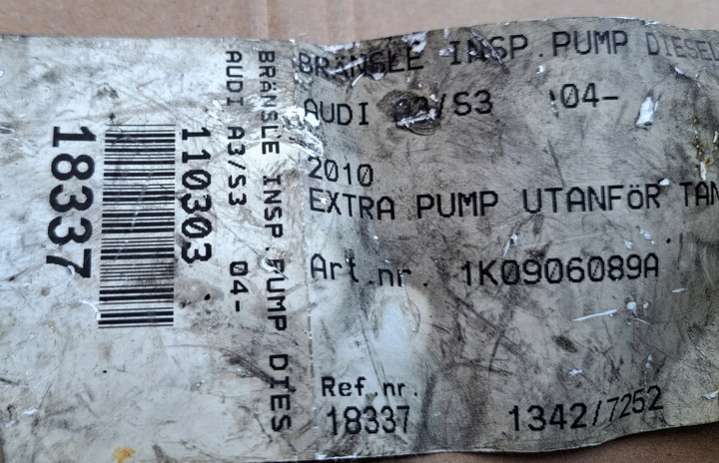 BRÄNSLE INSP.PUMP DIESEL
AUDI A3/S3 '04-
2010
EXTRA PUMP UTANFÖR TAN
Art.nr. 1K0906089A
Ref.nr.
18337 1342/7252
BRÄNSLE INSP.PUMP DIES
AUDI A3/S3 04-
110303
18337